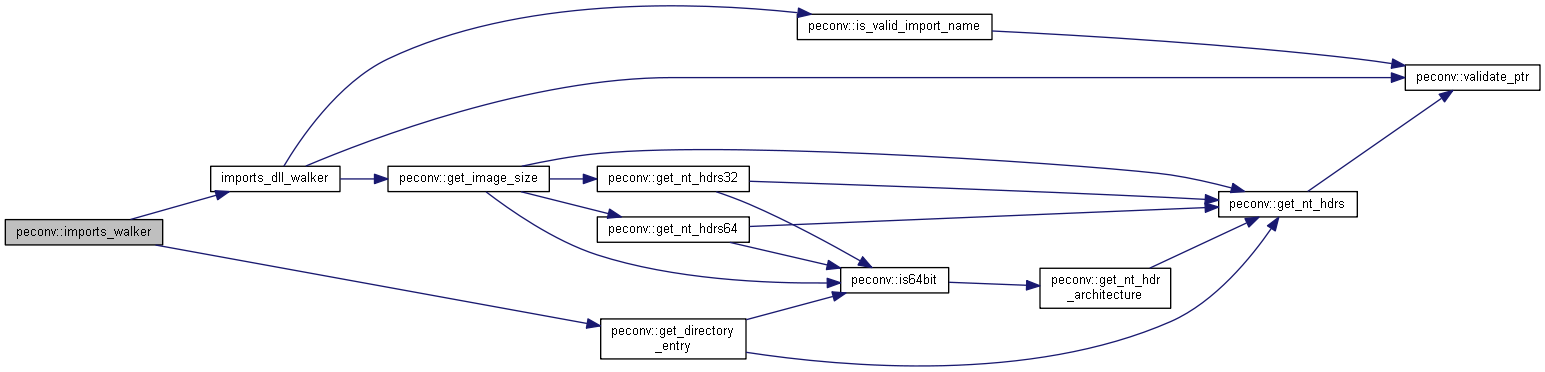 peconv::is_valid_import_name
peconv::validate_ptr
imports_dll_walker
peconv::get_image_size
peconv::get_nt_hdrs32
peconv::get_nt_hdrs
peconv::imports_walker
peconv::get_nt_hdrs64
peconv::is64bit
peconv::get_nt_hdr
_architecture
peconv::get_directory
_entry